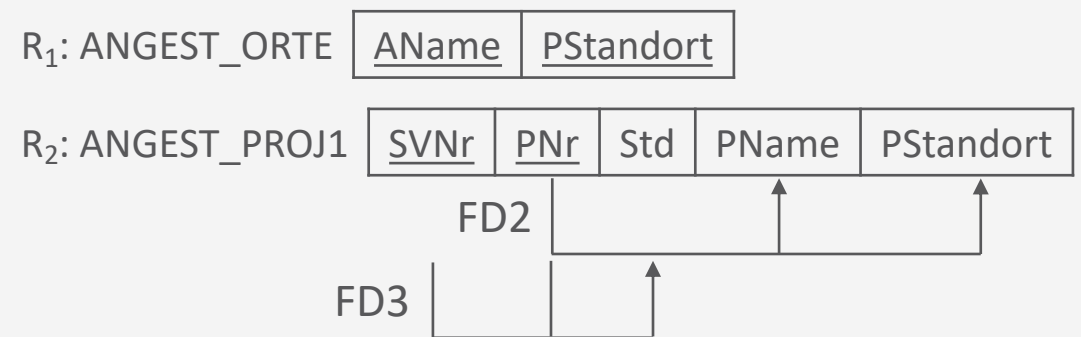 R₁: ANGEST_ORTE AName PStandort
R₂: ANGEST_PROJ1 SVNr PNr Std PName PStandort
FD2
FD3